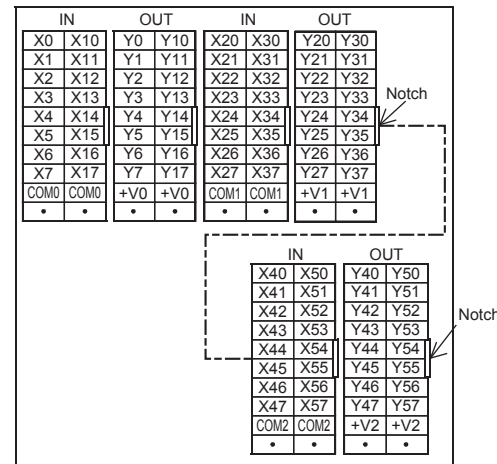 IN OUT IN OUT
X0 X10 Y0 Y10 X20 X30 Y20 Y30
X1 X11 Y1 Y11 X21 X31 Y21 Y31
X2 X12 Y2 Y12 X22 X32 Y22 Y32
X3 X13 Y3 Y13 X23 X33 Y23 Y33 Notch
X4 X14 Y4 Y14 X24 X34 Y24 Y34
X5 X15 Y5 Y15 X25 X35 Y25 Y35
X6 X16 Y6 Y16 X26 X36 Y26 Y36
X7 X17 Y7 Y17 X27 X37 Y27 Y37
COM0 COM0 +V0 +V0 COM1 COM1 +V1 +V1
• • • • • • • •
IN OUT
X40 X50 Y40 Y50
X41 X51 Y41 Y51
X42 X52 Y42 Y52 Notch
X43 X53 Y43 Y53
X44 X54 Y44 Y54
X45 X55 Y45 Y55
X46 X56 Y46 Y56
X47 X57 Y47 Y57
COM2 COM2 +V2 +V2
• • • •